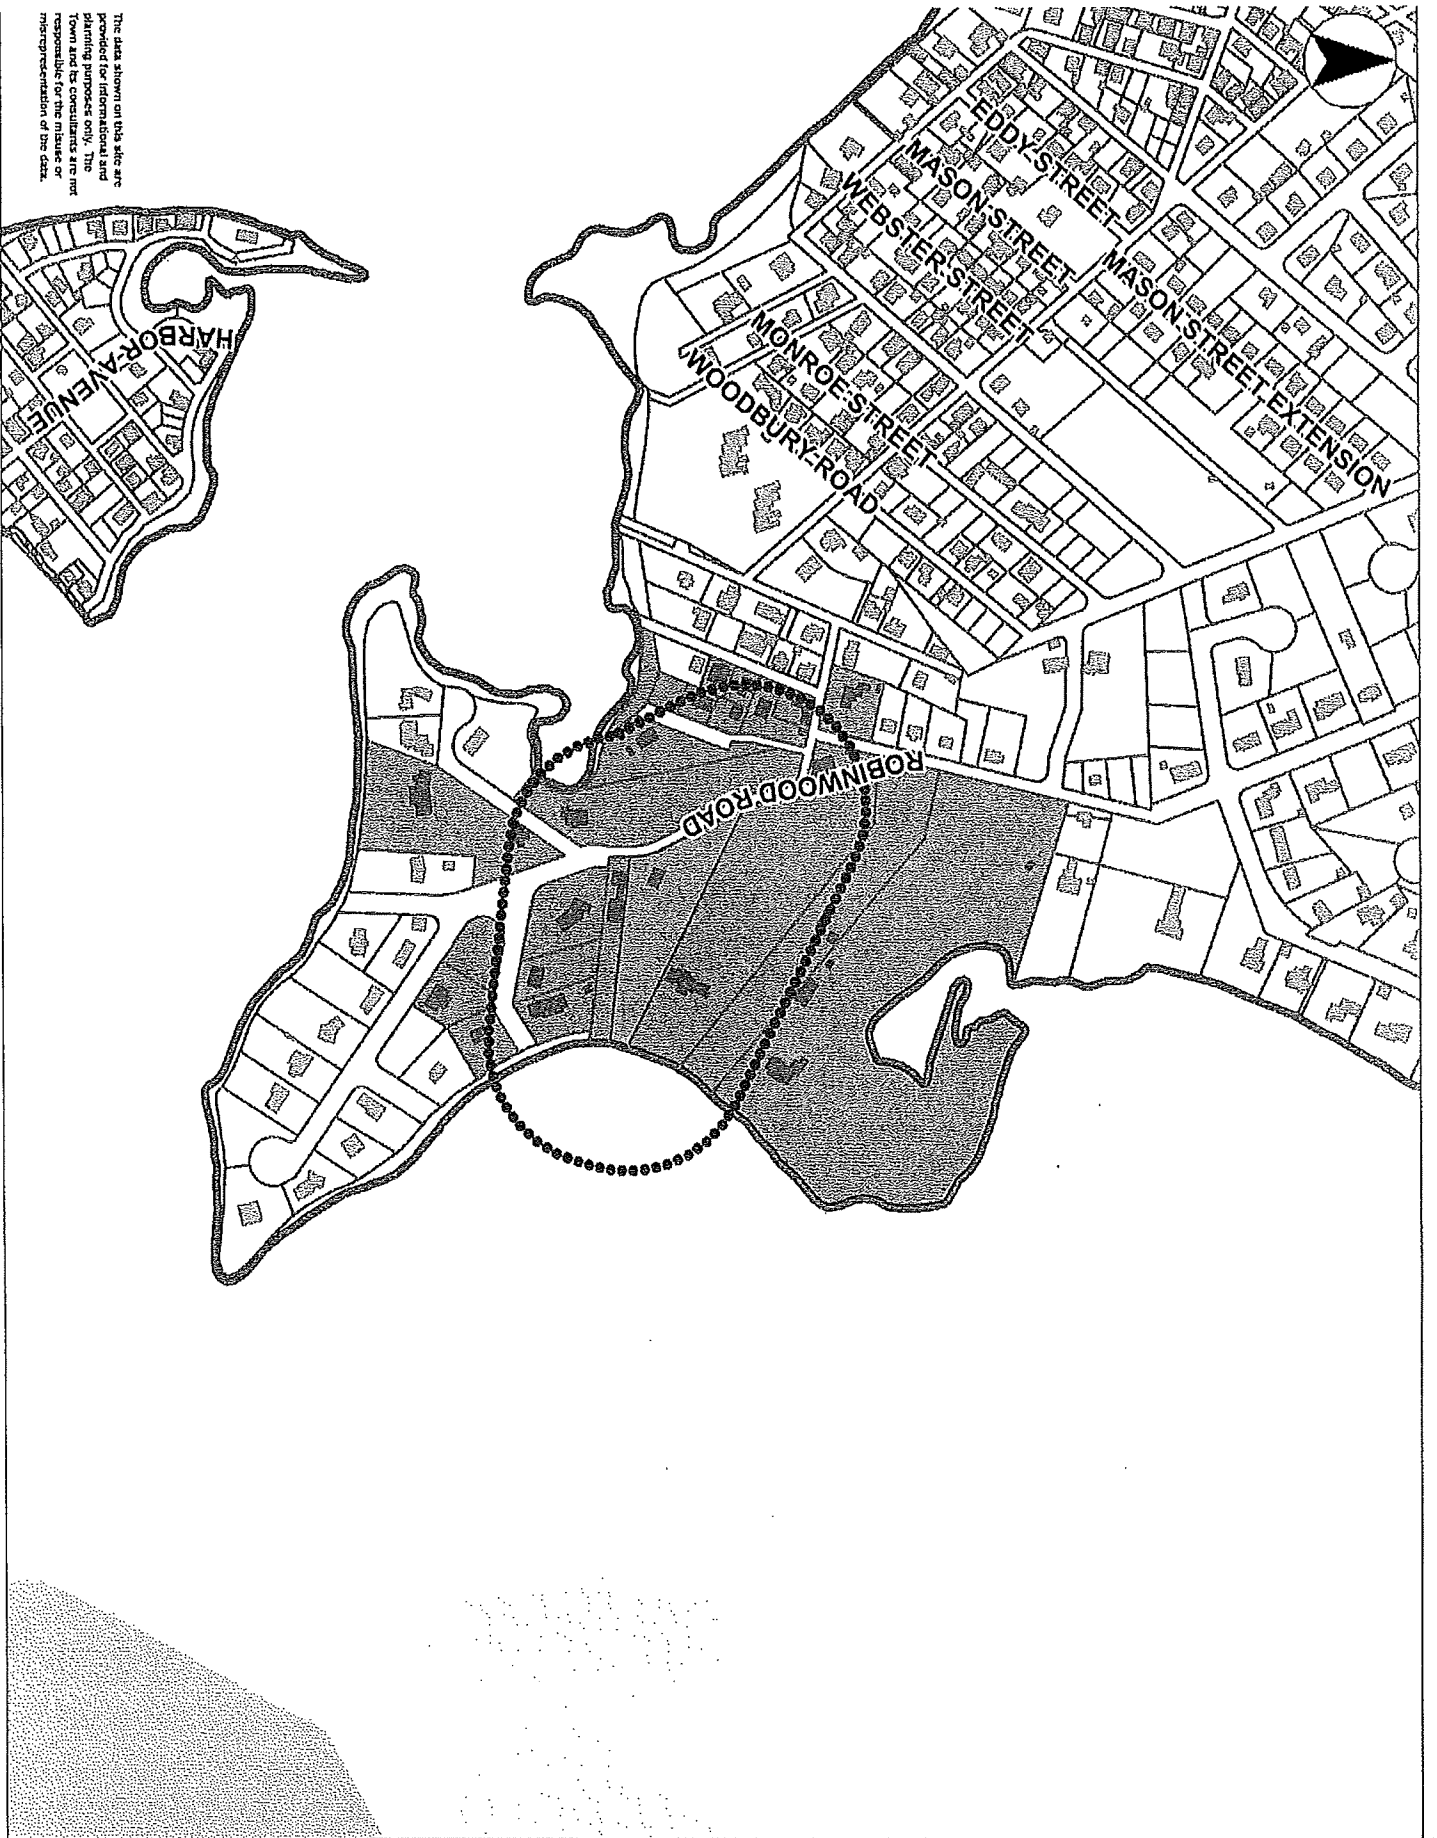 The data shown on this site are
provided for informational and
planning purposes only. The
Town and its consultants are not
responsible for the misuse or
misrepresentation of the data.
EDDY STREET
MASON STREET
WEBSTER STREET
MASON STREET EXTENSION
MONROE STREET
WOODBURY ROAD
HARBOR AVENUE
ROBINWOOD ROAD